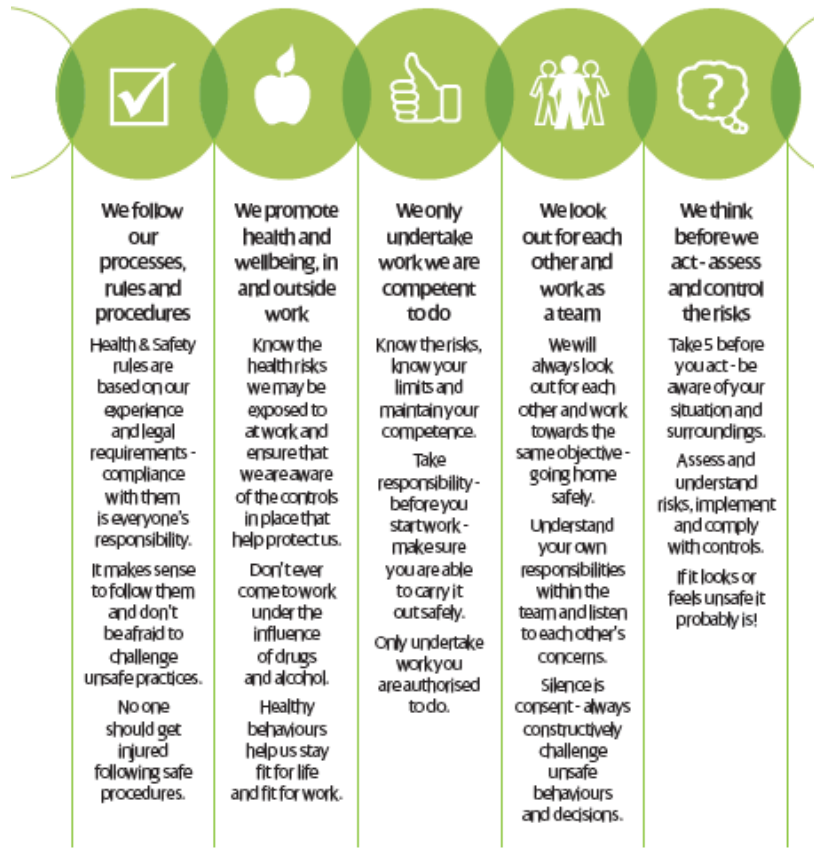 ?
We follow
our
processes,
rules and
procedures
Health & Safety
rules are
based on our
experience
and legal
requirements -
compliance
with them
is everyone's
responsibility.
It makes sense
to follow them
and don't
be afraid to
challenge
unsafe practices.
No one
should get
injured
following safe
procedures.
We promote
health and
wellbeing, in
and outside
work
Know the
health risks
we may be
exposed to
at work and
ensure that
we are aware
of the controls
in place that
help protect us.
Don't ever
come to work
under the
influence
of drugs
and alcohol.
Healthy
behaviours
help us stay
fit for life
and fit for work.
We only
undertake
work we are
competent
to do
Know the risks,
know your
limits and
maintain your
competence.
Take
responsibility -
before you
start work -
make sure
you are able
to carry it
out safely.
Only undertake
work you
are authorised
to do.
We look
out for each
other and
work as
a team
We will
always look
out for each
other and work
towards the
same objective -
going home
safely.
Understand
your own
responsibilities
within the
team and listen
to each other's
concerns.
Silence is
consent - always
constructively
challenge
unsafe
behaviours
and decisions.
We think
before we
act - assess
and control
the risks
Take 5 before
you act - be
aware of your
situation and
surroundings.
Assess and
understand
risks, implement
and comply
with controls.
If it looks or
feels unsafe it
probably is!